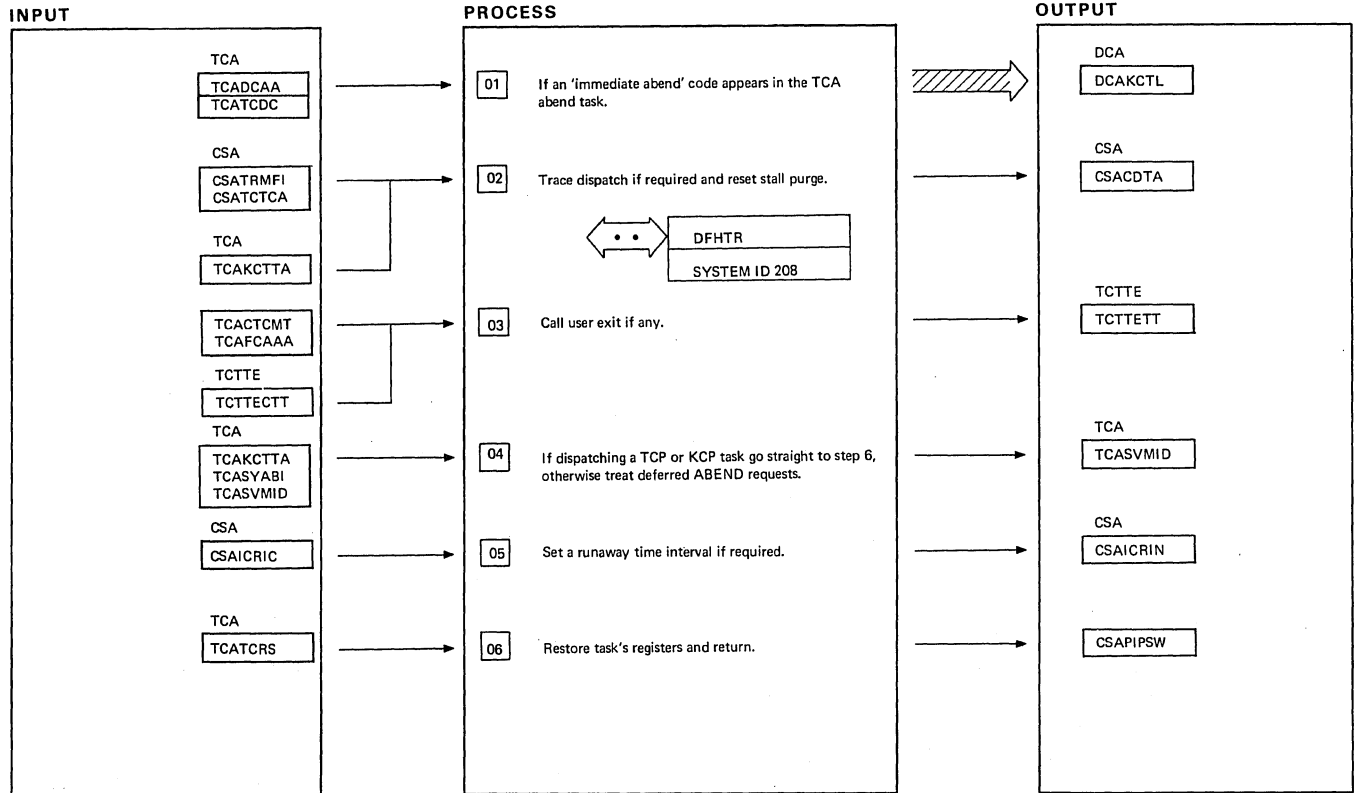 INPUT
PROCESS
OUTPUT
TCA
TCADCAA
TCATCDC
01
If an 'immediate abend' code appears in the TCA
abend task.
DCA
DCAKCTL
CSA
CSATRMFI
CSATCTCA
02
Trace dispatch if required and reset stall purge.
CSA
CSACDTA
TCA
TCAKCTTA
DFHTR
SYSTEM ID 208
TCACTCMT
TCAFCAAA
03
Call user exit if any.
TCTTE
TCTTETT
TCTTE
TCTTECTT
TCA
TCAKCTTA
TCASYABI
TCASVMID
04
If dispatching a TCP or KCP task go straight to step 6,
otherwise treat deferred ABEND requests.
TCA
TCASVMID
CSA
CSAICRIC
05
Set a runaway time interval if required.
CSA
CSAICRIN
TCA
TCATCRS
06
Restore task's registers and return.
CSAPIPSW